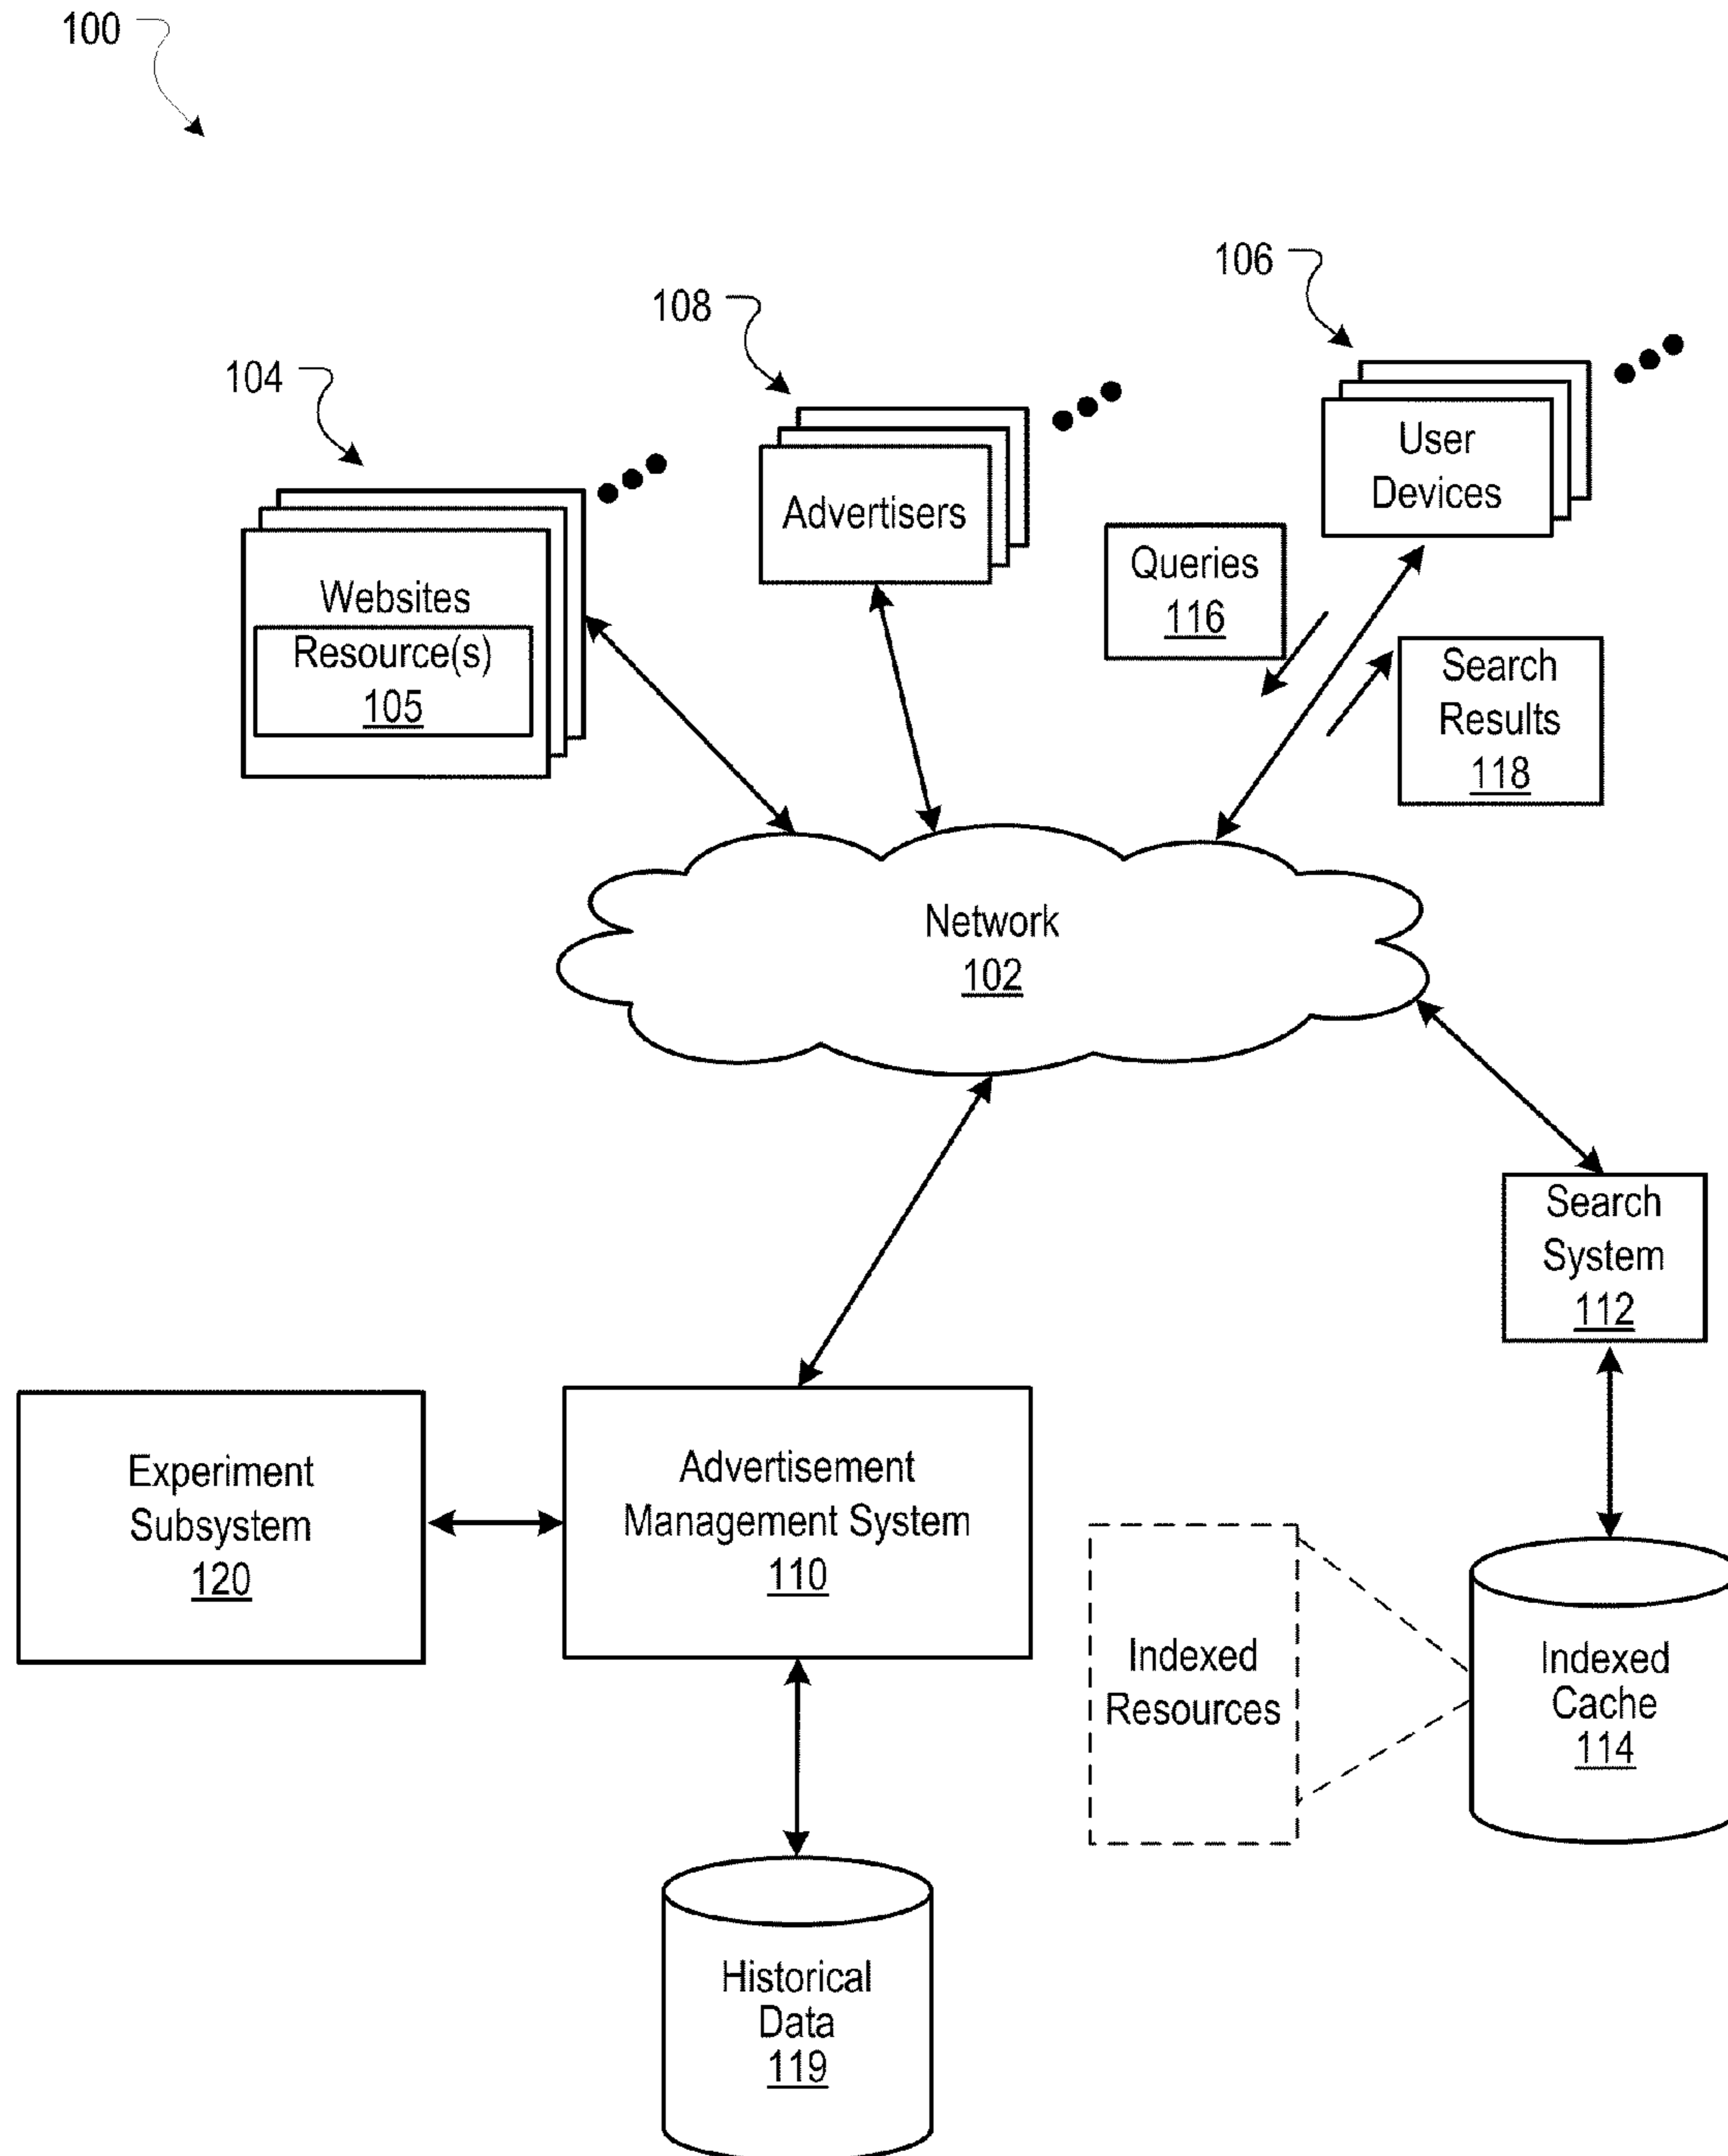 100
106
108
104
User
Devices
Advertisers
Queries
116
Websites
Resource(s)
105
Search
Results
118
Network
102
Search
System
112
Experiment
Subsystem
120
Advertisement
Management System
110
Indexed
Resources
Indexed
Cache
114
Historical
Data
119